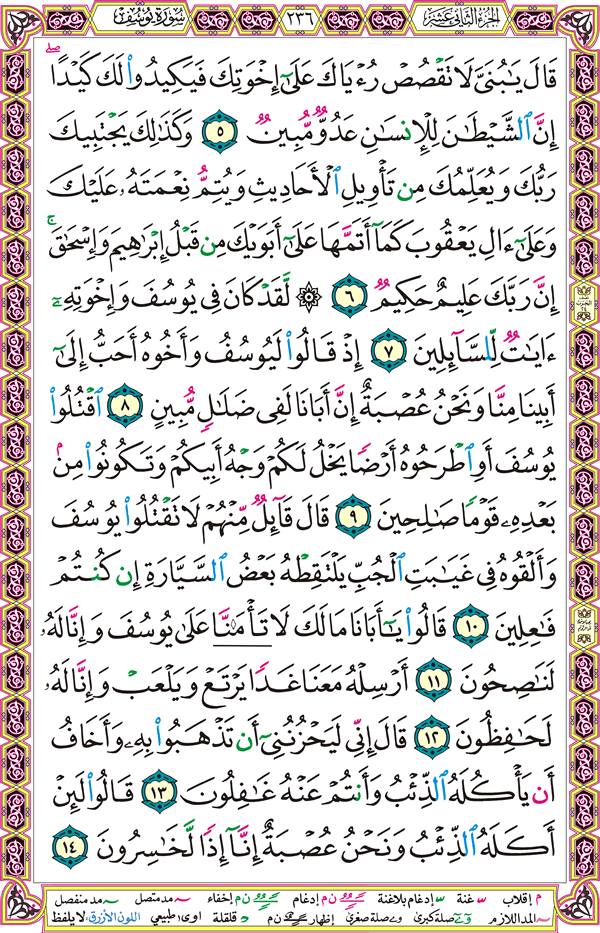 الجزء الثاني عشر ٢٣٦ سورة يوسف
قَالَ يَٰبُنَىَّ لَا تَقْصُصْ رُءْيَاكَ عَلَىٰٓ إِخْوَتِكَ فَيَكِيدُوا۟ لَكَ كَيْدًا ۖ
إِنَّ ٱلشَّيْطَٰنَ لِلْإِنسَٰنِ عَدُوٌّ مُّبِينٌ ٥ وَكَذَٰلِكَ يَجْتَبِيكَ
رَبُّكَ وَيُعَلِّمُكَ مِن تَأْوِيلِ ٱلْأَحَادِيثِ وَيُتِمُّ نِعْمَتَهُۥ عَلَيْكَ
وَعَلَىٰٓ ءَالِ يَعْقُوبَ كَمَآ أَتَمَّهَا عَلَىٰٓ أَبَوَيْكَ مِن قَبْلُ إِبْرَٰهِيمَ وَإِسْحَٰقَ ۚ
إِنَّ رَبَّكَ عَلِيمٌ حَكِيمٌ ٦ ۞ لَّقَدْ كَانَ فِى يُوسُفَ وَإِخْوَتِهِۦٓ
ءَايَٰتٌ لِّلسَّآئِلِينَ ٧ إِذْ قَالُوا۟ لَيُوسُفُ وَأَخُوهُ أَحَبُّ إِلَىٰٓ
أَبِينَا مِنَّا وَنَحْنُ عُصْبَةٌ إِنَّ أَبَانَا لَفِى ضَلَٰلٍ مُّبِينٍ ٨ ٱقْتُلُوا۟
يُوسُفَ أَوِ ٱطْرَحُوهُ أَرْضًا يَخْلُ لَكُمْ وَجْهُ أَبِيكُمْ وَتَكُونُوا۟ مِنۢ
بَعْدِهِۦ قَوْمًا صَٰلِحِينَ ٩ قَالَ قَآئِلٌ مِّنْهُمْ لَا تَقْتُلُوا۟ يُوسُفَ
وَأَلْقُوهُ فِى غَيَٰبَتِ ٱلْجُبِّ يَلْتَقِطْهُ بَعْضُ ٱلسَّيَّارَةِ إِن كُنتُمْ
فَٰعِلِينَ ١٠ قَالُوا۟ يَٰٓأَبَانَا مَا لَكَ لَا تَأْمَ۫نَّا عَلَىٰ يُوسُفَ وَإِنَّا لَهُۥ
لَنَٰصِحُونَ ١١ أَرْسِلْهُ مَعَنَا غَدًا يَرْتَعْ وَيَلْعَبْ وَإِنَّا لَهُۥ
لَحَٰفِظُونَ ١٢ قَالَ إِنِّى لَيَحْزُنُنِىٓ أَن تَذْهَبُوا۟ بِهِۦ وَأَخَافُ
أَن يَأْكُلَهُ ٱلذِّئْبُ وَأَنتُمْ عَنْهُ غَٰفِلُونَ ١٣ قَالُوا۟ لَئِنْ
أَكَلَهُ ٱلذِّئْبُ وَنَحْنُ عُصْبَةٌ إِنَّآ إِذًا لَّخَٰسِرُونَ ١٤
م إقلاب غنة إدغام بلاغنة ن م إدغام ن م إخفاء مد متصل مد منفصل
المد اللازم صلة كبرى صلة صغرى إظهار ن م قلقلة اوى طبيعي اللون الأزرق: لا يلفظ